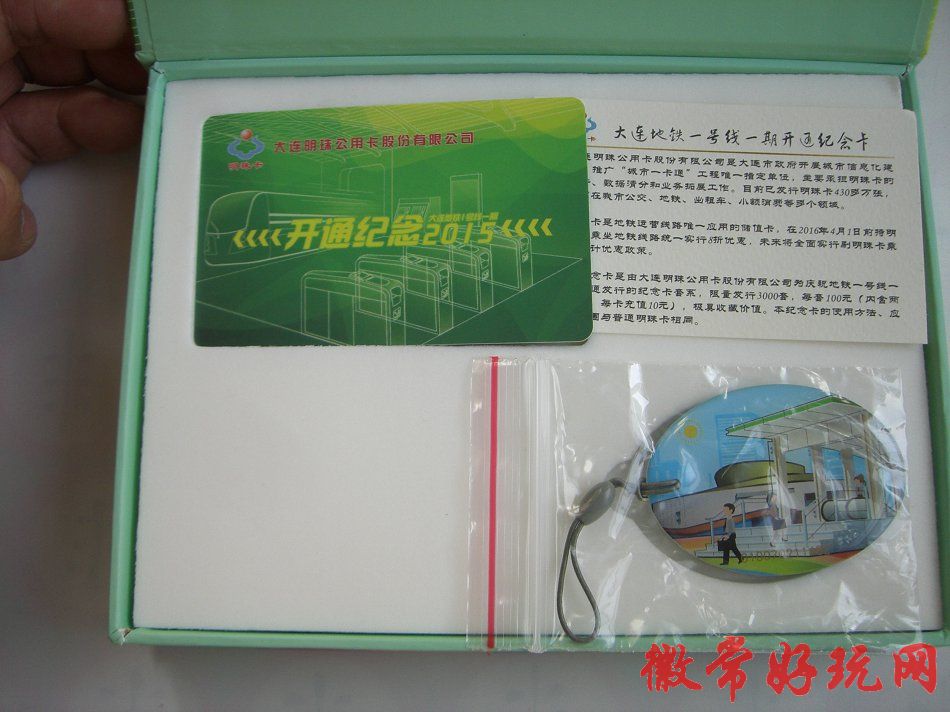 明珠卡
大连明珠公用卡股份有限公司
大连地铁1号线一期
开通纪念2015
卡
大连地铁一号线一期开通纪念卡
连明珠公用卡股份有限公司是大连市政府开展城市信息化建
推广“城市一卡通”工程唯一指定单位，主要承担明珠卡的
、数据清分和业务拓展工作。目前已发行明珠卡430多万张，
在城市公交、地铁、出租车、小额消费等多个领域。
卡是地铁运营线路唯一应用的储值卡，在2016年4月1日前持明
乘坐地铁线路统一实行8折优惠，未来将全面实行刷明珠卡乘
计优惠政策。
念卡是由大连明珠公用卡股份有限公司为庆祝地铁一号线一
通发行的纪念卡套系，限量发行3000套，每套100元（内含两
，每卡充值10元），极具收藏价值。本纪念卡的使用方法、应
围与普通明珠卡相同。
徽常好玩网